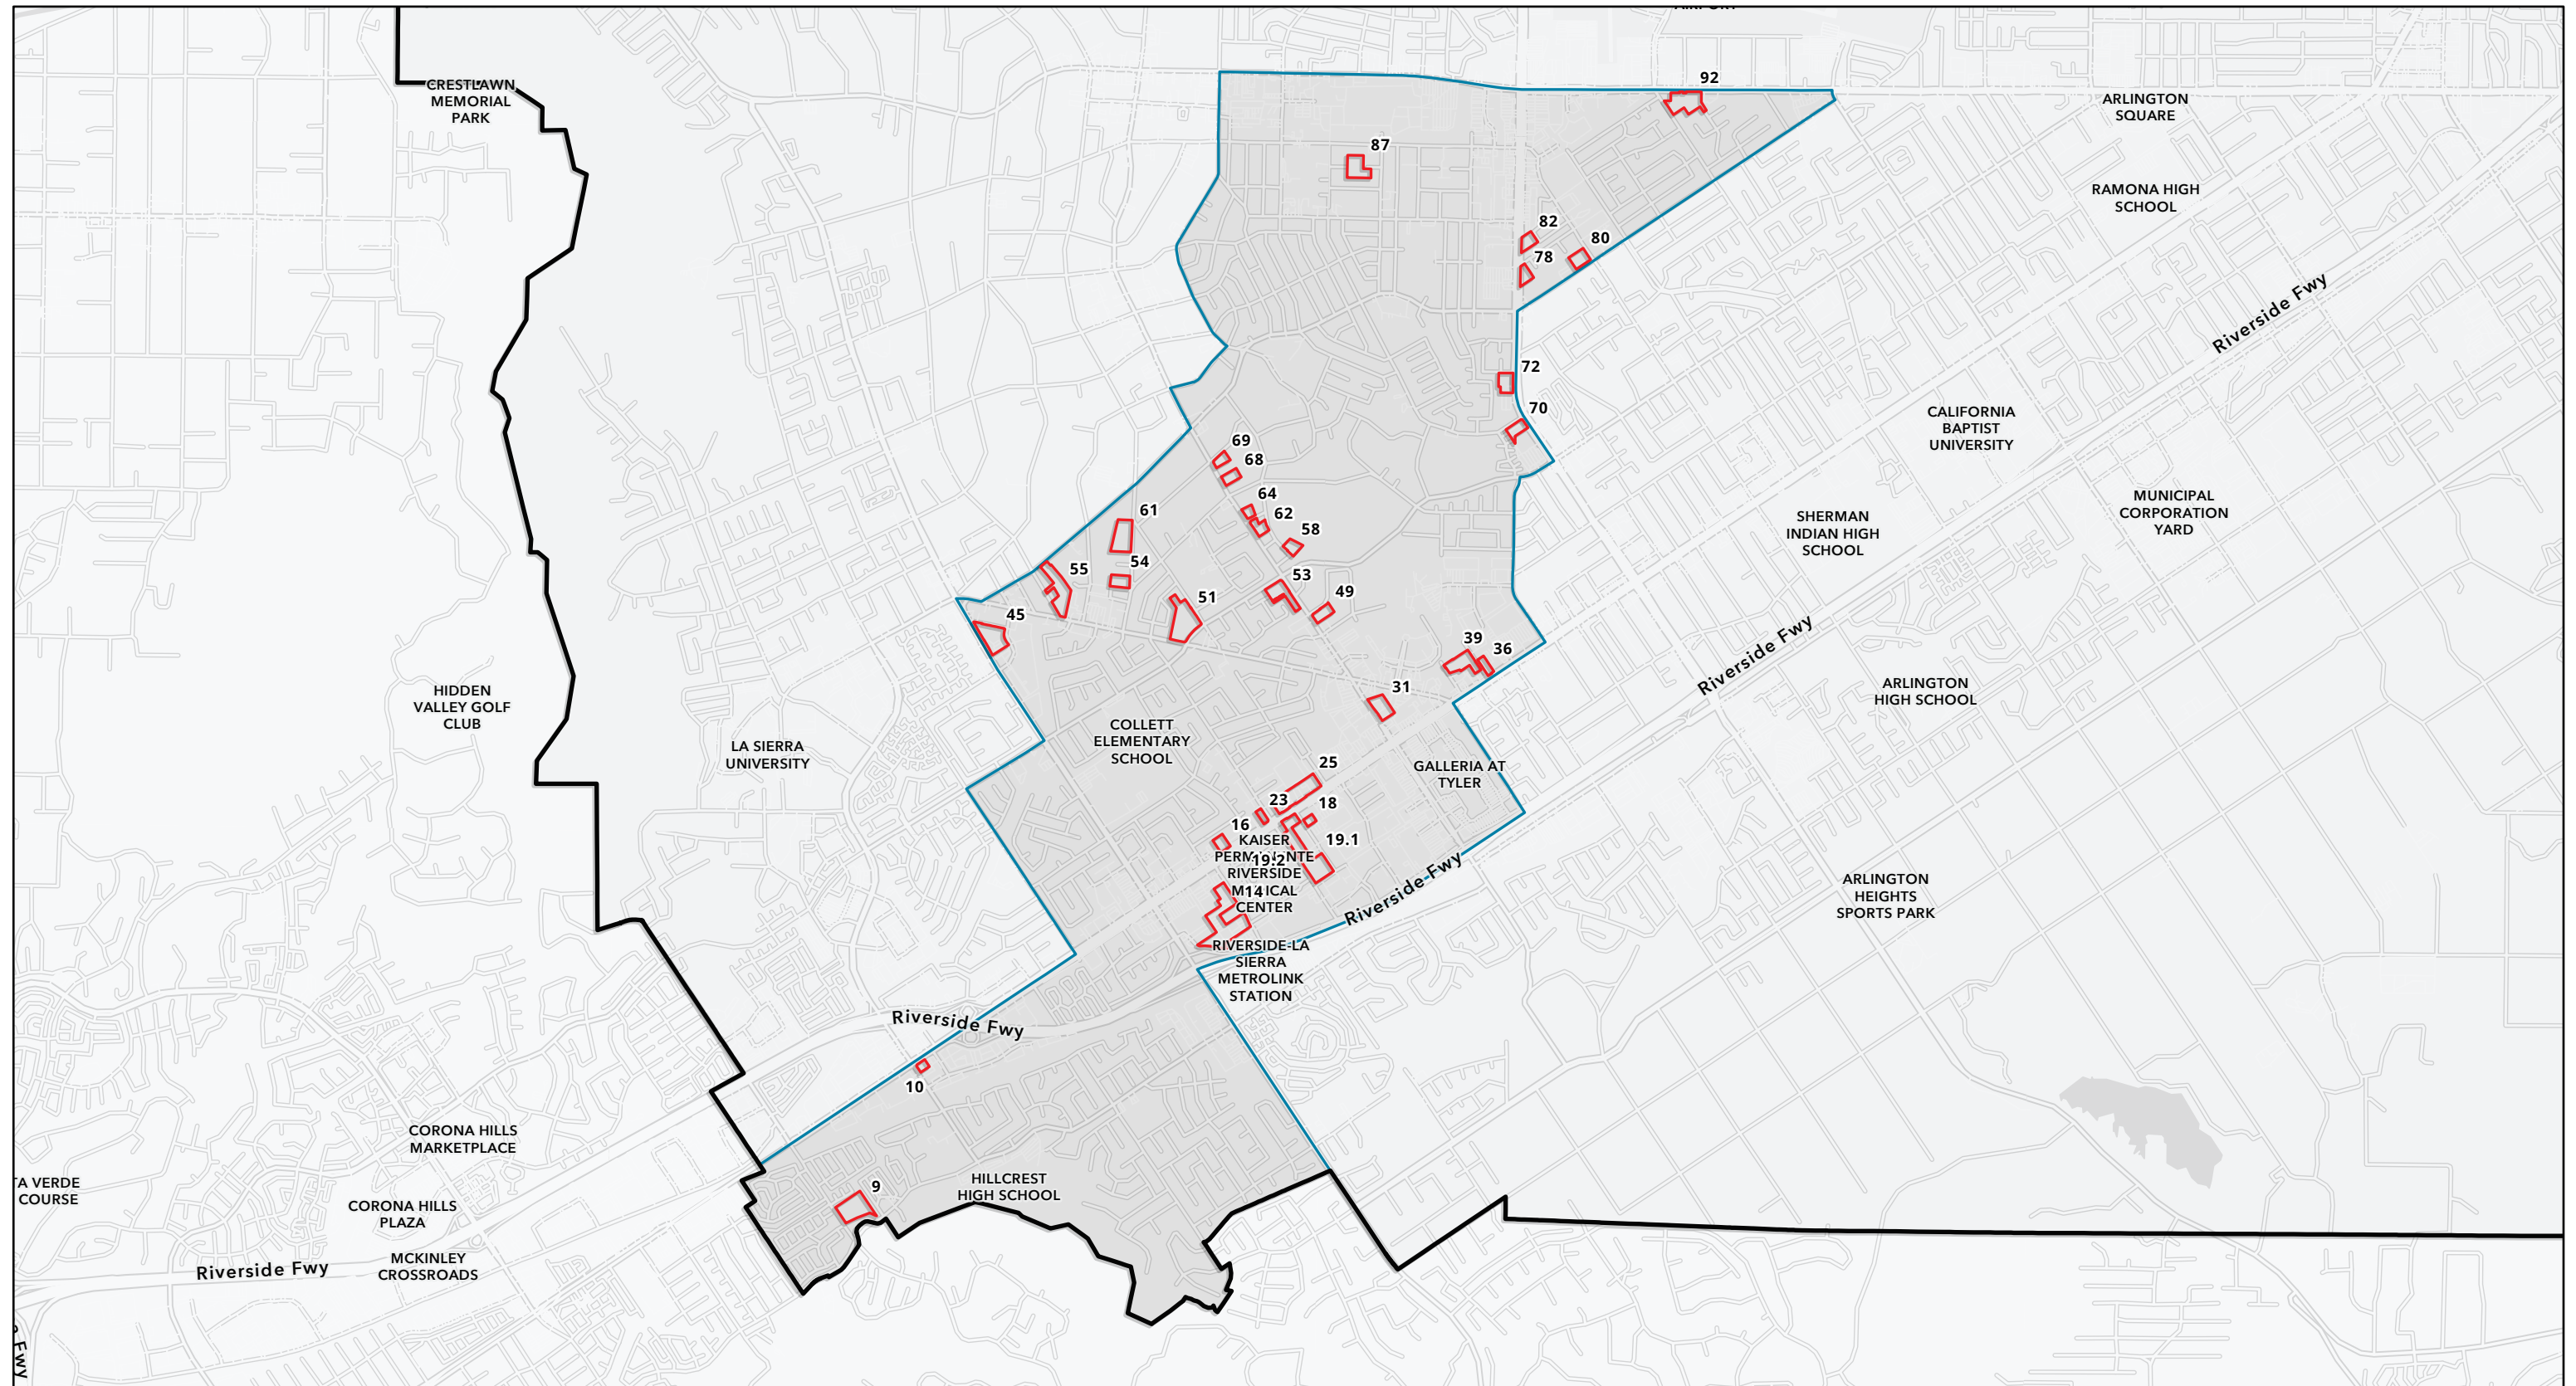 92
CRESTLAWN
MEMORIAL
PARK
ARLINGTON
SQUARE
87
RAMONA HIGH
SCHOOL
82
80
78
Riverside Fwy
72
70
CALIFORNIA
BAPTIST
UNIVERSITY
69
68
64
62
61
58
MUNICIPAL
CORPORATION
YARD
SHERMAN
INDIAN HIGH
SCHOOL
55
54
53
49
51
45
39
36
Riverside Fwy
31
HIDDEN
VALLEY GOLF
CLUB
ARLINGTON
HIGH SCHOOL
COLLETT
ELEMENTARY
SCHOOL
LA SIERRA
UNIVERSITY
GALLERIA AT
TYLER
25
23
18
16
19.1
KAISER
19.2
RIVERSIDE
14
CENTER
Riverside Fwy
ARLINGTON
HEIGHTS
SPORTS PARK
RIVERSIDE-LA
SIERRA
METROLINK
STATION
Riverside Fwy
10
CORONA HILLS
MARKETPLACE
TA VERDE
COURSE
9
HILLCREST
HIGH SCHOOL
CORONA HILLS
PLAZA
MCKINLEY
CROSSROADS
Riverside Fwy
Fwy